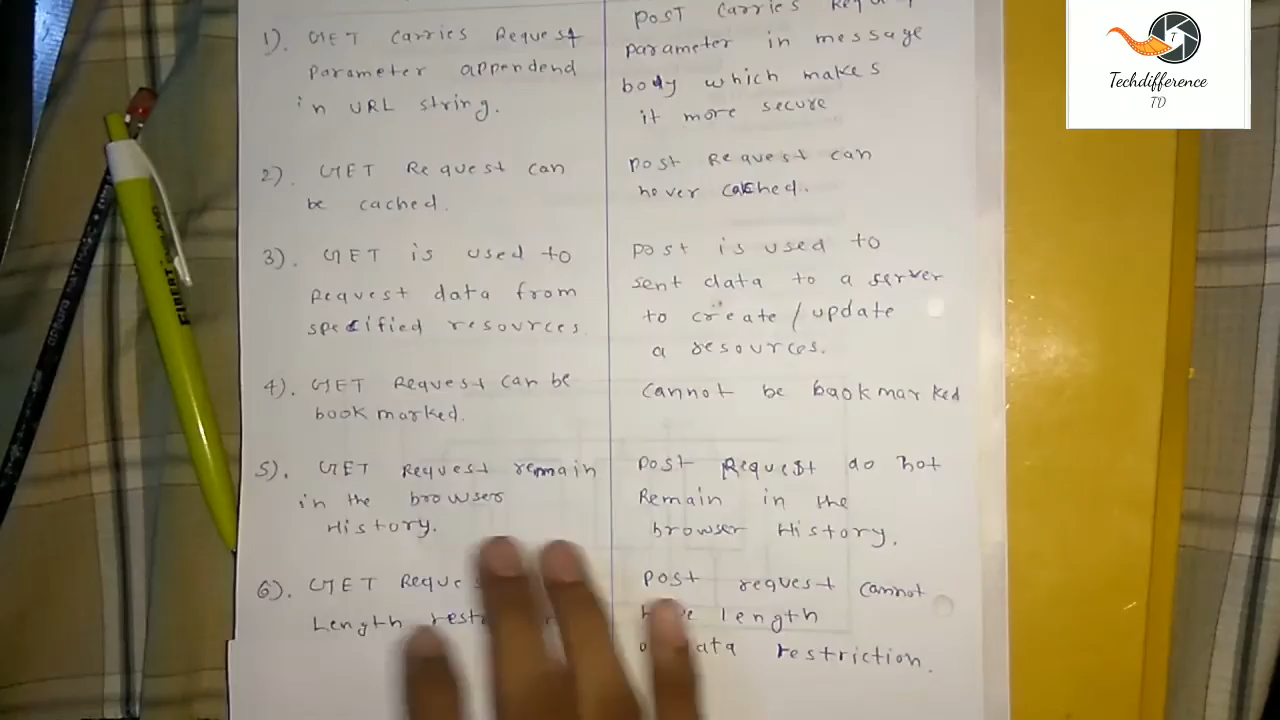 1). GET carries Request
parameter appendend
in URL string.
POST carries
parameter in message
body which makes
it more secure
2). GET Request can
be cached.
post Request can
never cached.
3). GET is used to
Request data from
specified resources.
post is used to
sent data to a server
to create / update
a resources.
4). GET Request can be
book marked.
cannot be book marked
5). GET Request remain
in the browser
History.
post Request do not
Remain in the
browser History.
6). GET
Length
post request cannot
length
restriction.
Techdifference
TD
T